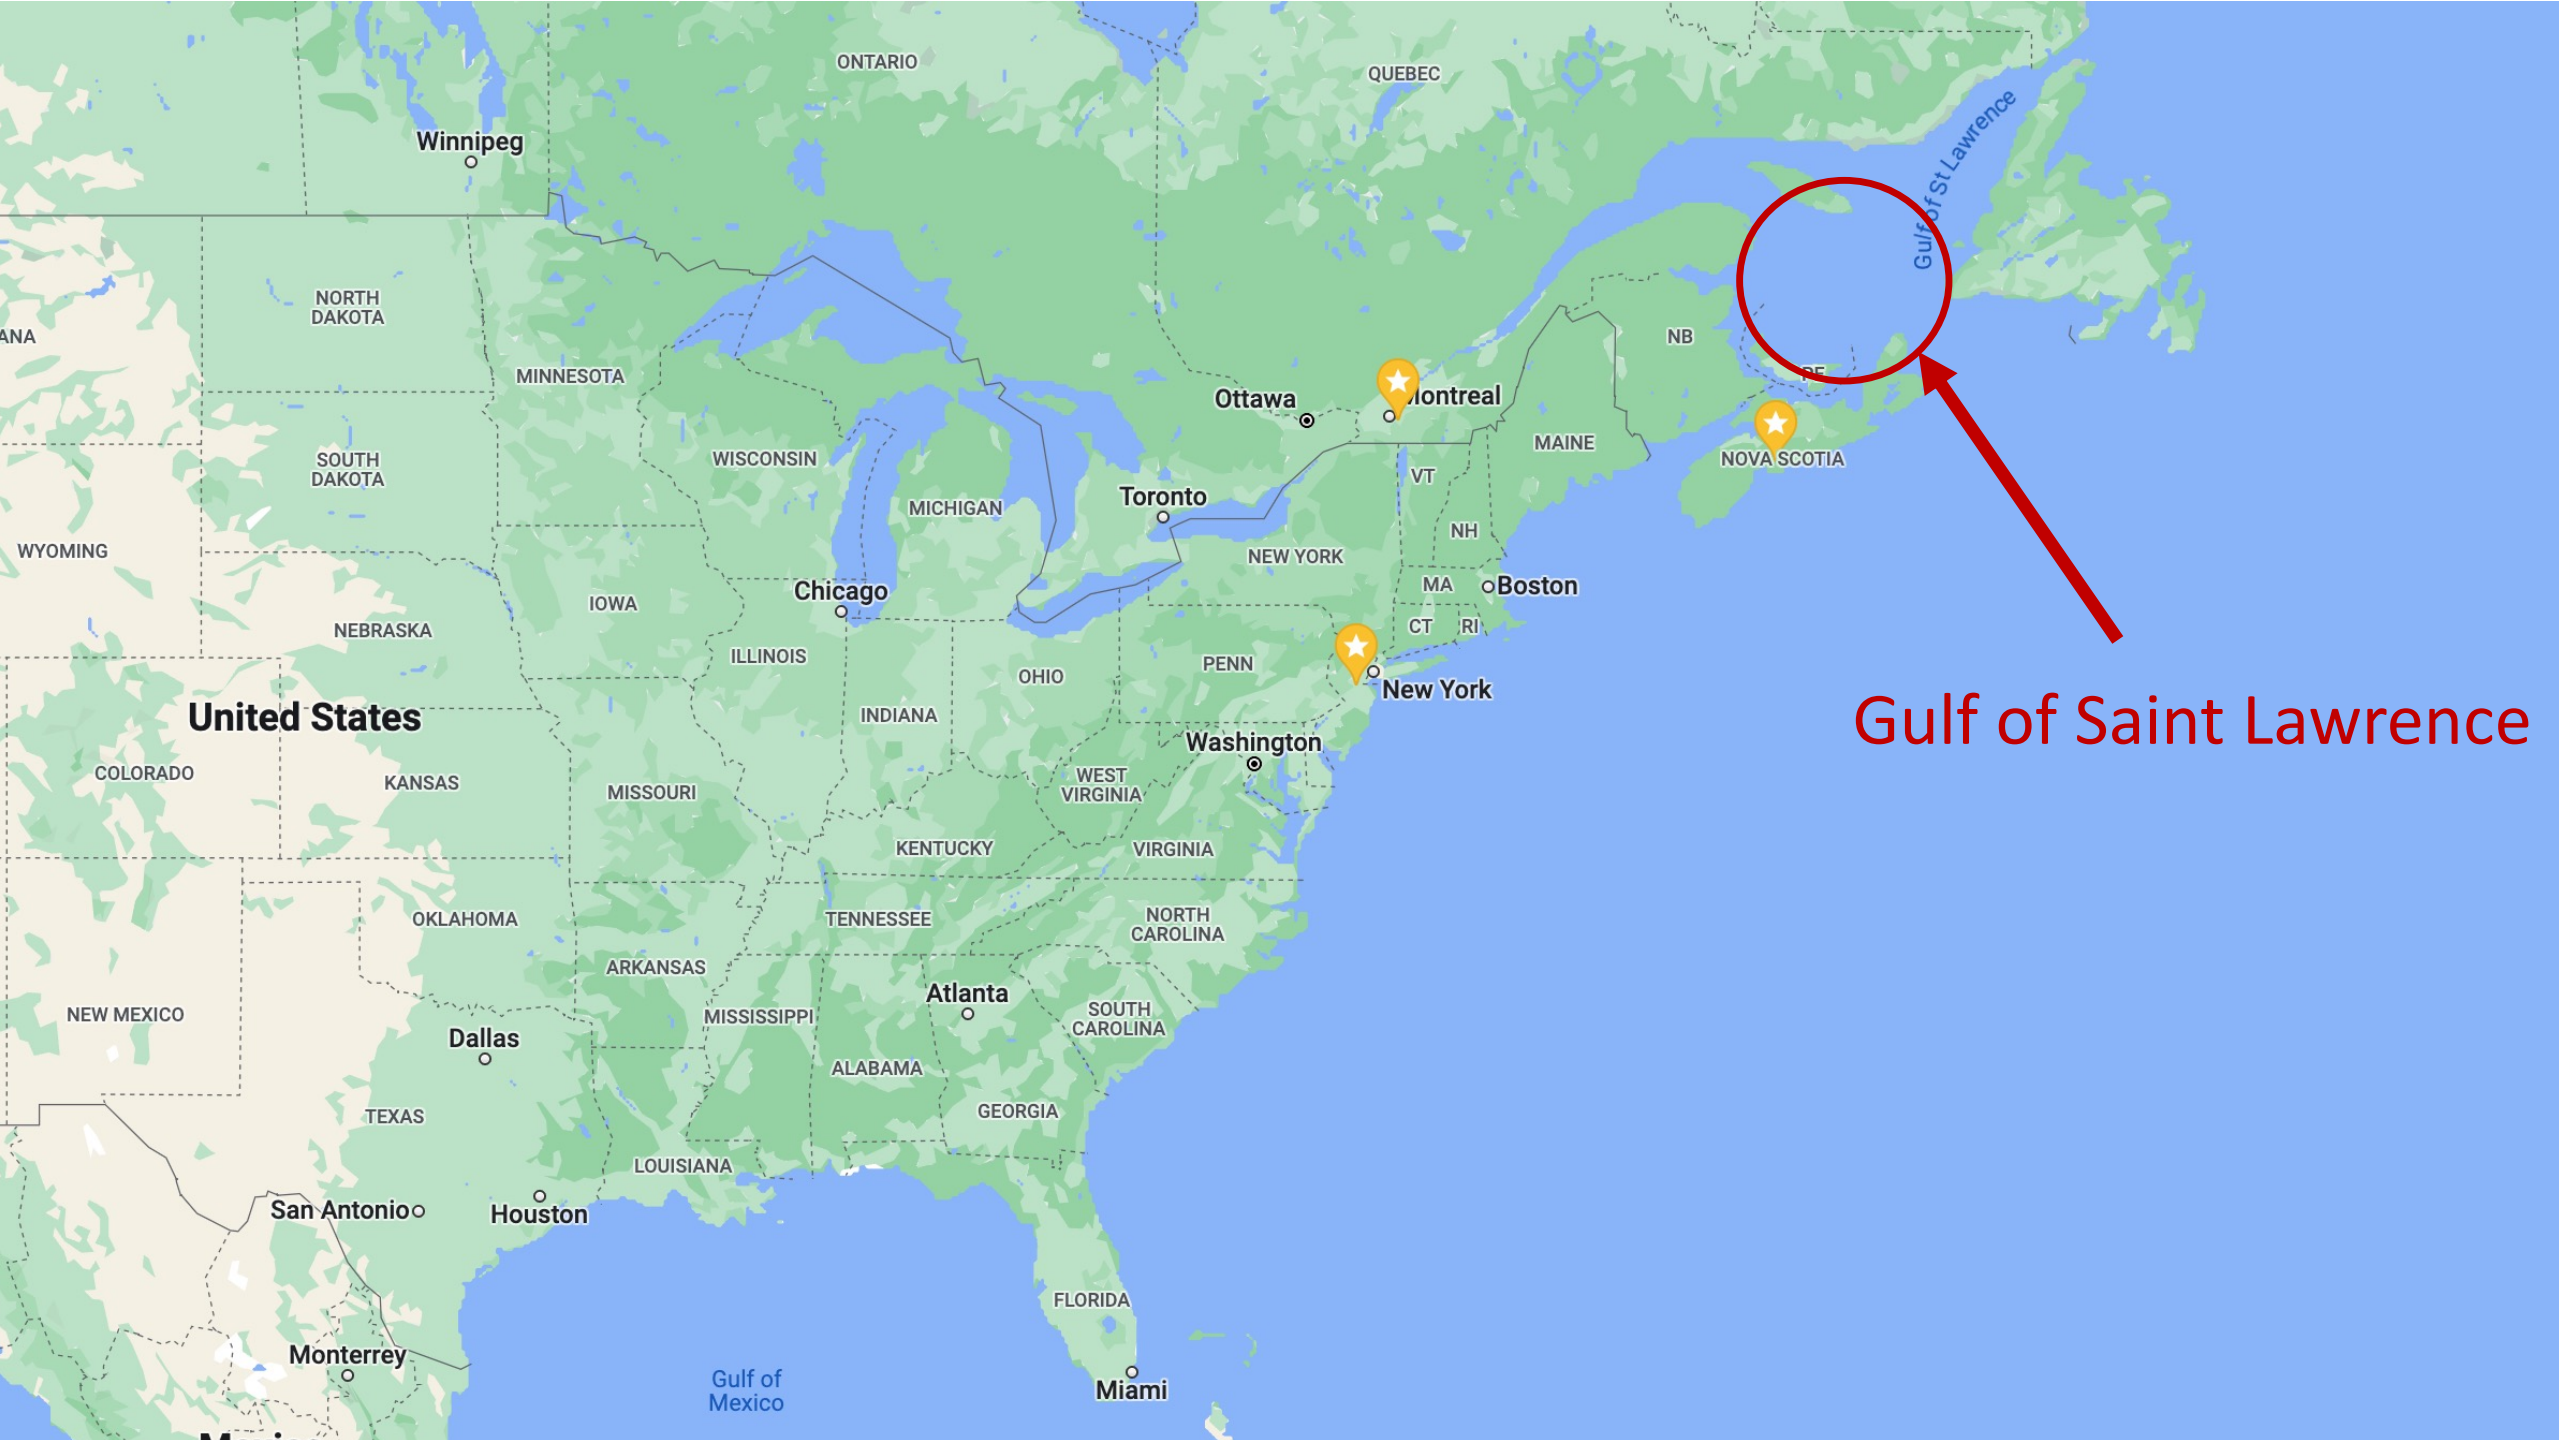 ONTARIO
QUEBEC
Gulf of St Lawrence
Winnipeg
NORTH
DAKOTA
ANA
NB
MINNESOTA
PE
Ottawa
Montreal
MAINE
WISCONSIN
SOUTH
DAKOTA
NOVA SCOTIA
VT
Toronto
MICHIGAN
NH
WYOMING
NEW YORK
MA
Boston
Chicago
IOWA
CT
RI
NEBRASKA
ILLINOIS
PENN
OHIO
New York
United States
INDIANA
Gulf of Saint Lawrence
Washington
COLORADO
KANSAS
WEST
VIRGINIA
MISSOURI
KENTUCKY
VIRGINIA
OKLAHOMA
TENNESSEE
NORTH
CAROLINA
ARKANSAS
Atlanta
NEW MEXICO
MISSISSIPPI
SOUTH
CAROLINA
Dallas
ALABAMA
TEXAS
GEORGIA
LOUISIANA
San Antonio
Houston
FLORIDA
Monterrey
Gulf of
Mexico
Miami